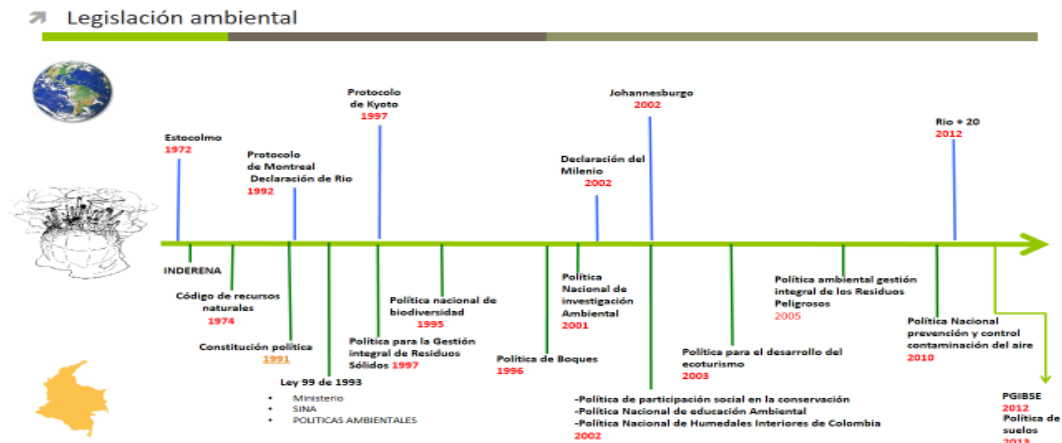 Legislación ambiental
Estocolmo
1972
Protocolo
de Montreal
Declaración de Rio
1992
Protocolo
de Kyoto
1997
Declaración del
Milenio
2002
Johannesburgo
2002
Rio + 20
2012
INDERENA
Código de recursos
naturales
1974
Constitución política
1991
Ley 99 de 1993
• Ministerio
• SINA
• POLITICAS AMBIENTALES
Política para la Gestión
integral de Residuos
Sólidos 1997
Política nacional de
biodiversidad
1995
Política de Boques
1996
Política
Nacional de
investigación
Ambiental
2001
-Política de participación social en la conservación
-Política Nacional de educación Ambiental
-Política Nacional de Humedales Interiores de Colombia
2002
Política para el desarrollo del
ecoturismo
2003
Política ambiental gestión
integral de los Residuos
Peligrosos
2005
Política Nacional
prevención y control
contaminación del aire
2010
PGIBSE
2012
Política de
suelos
2013